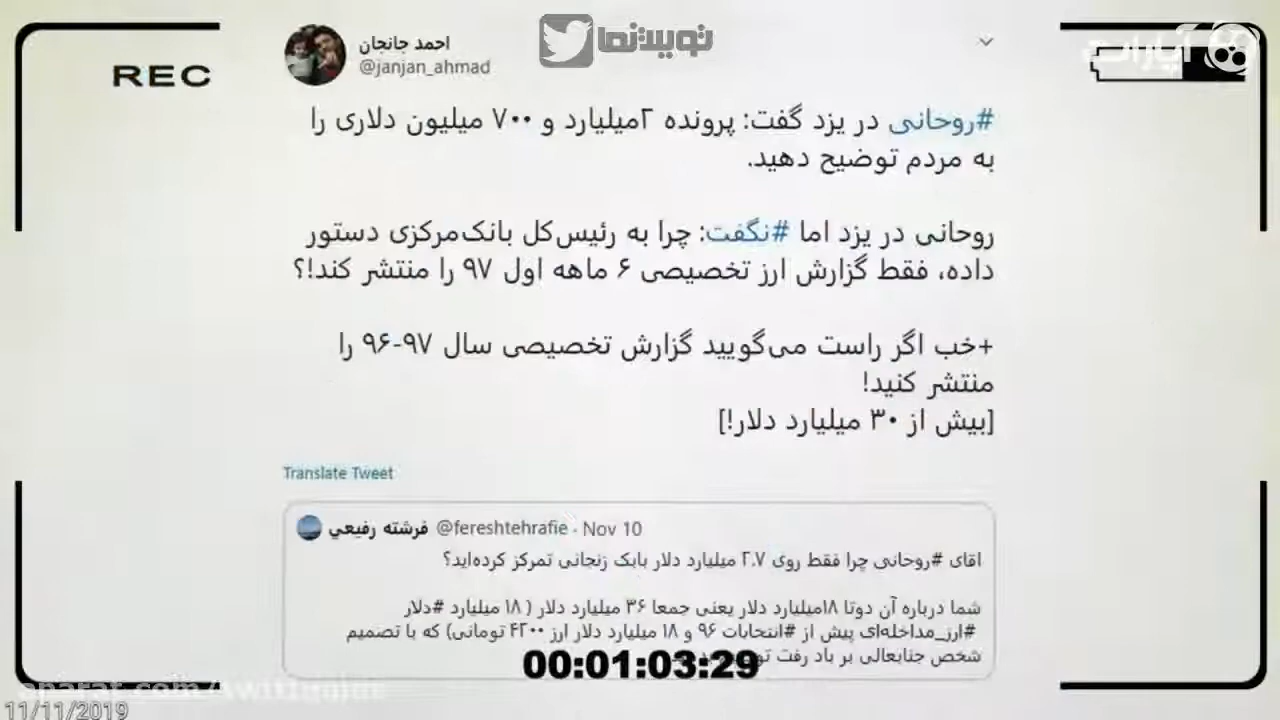 REC
توییت‌نما
آپارات
احمد جانجان
@janjan_ahmad
#روحانی در یزد گفت: پرونده ۲میلیارد و ۷۰۰ میلیون دلاری را
به مردم توضیح دهید.
روحانی در یزد اما #نگفت: چرا به رئیس‌کل بانک‌مرکزی دستور
داده، فقط گزارش ارز تخصیصی ۶ ماهه اول ۹۷ را منتشر کند!؟
+خب اگر راست می‌گویید گزارش تخصیصی سال ۹۷-۹۶ را
منتشر کنید!
[بیش از ۳۰ میلیارد دلار!]
Translate Tweet
فرشته رفيعي @fereshtehrafie · Nov 10
اقای #روحانی چرا فقط روی ۲.۷ میلیارد دلار بابک زنجانی تمرکز کرده‌اید؟
شما درباره آن دوتا ۱۸میلیارد دلار یعنی جمعا ۳۶ میلیارد دلار ( ۱۸ میلیارد #دلار
#ارز_مداخله‌ای پیش از #انتخابات ۹۶ و ۱۸ میلیارد دلار ارز ۴۲۰۰ تومانی) که با تصمیم
شخص جنابعالی بر باد رفت
00:01:03:29
11/11/2019